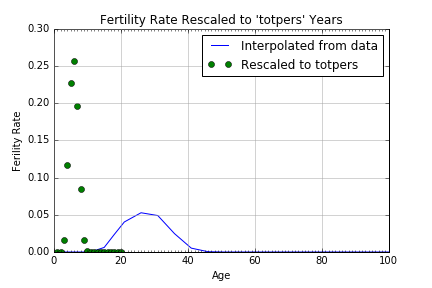 Fertility Rate Rescaled to 'totpers' Years
Interpolated from data
Rescaled to totpers
0.30
0.25
0.20
0.15
0.10
0.05
0.00
Ferility Rate
0 20 40 60 80 100
Age